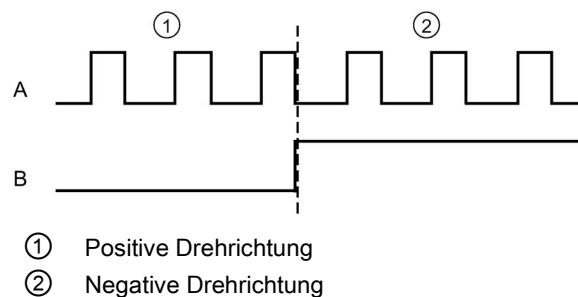 ① ②
A
B
① Positive Drehrichtung
② Negative Drehrichtung